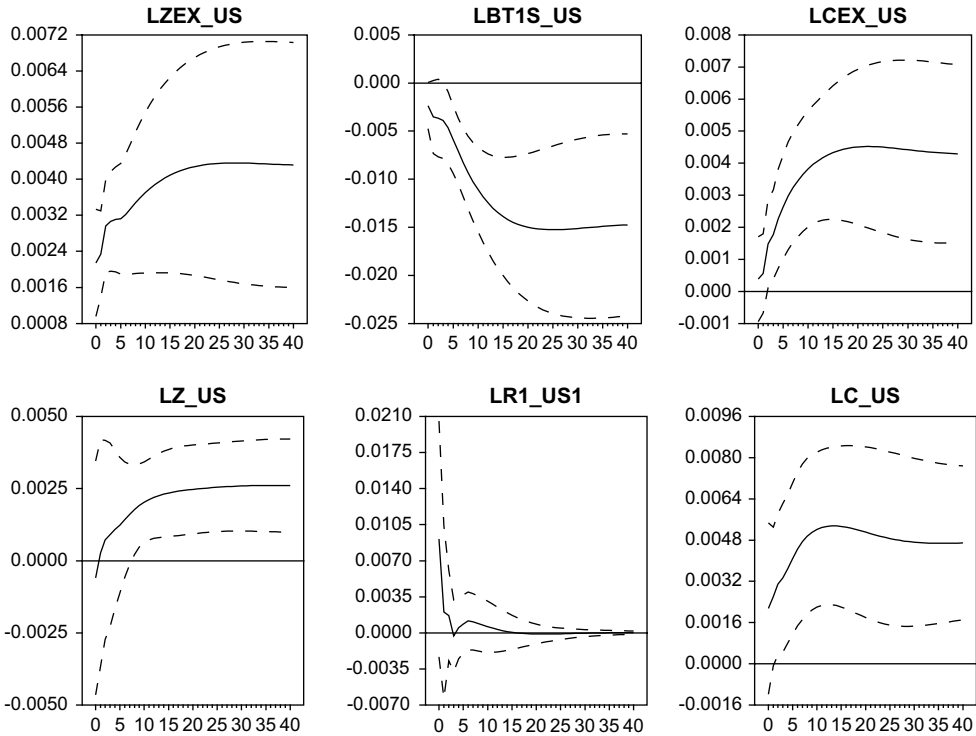 LZEX_US LBT1S_US LCEX_US
0.0072 0.005 0.008
0.0064 0.000 0.007
0.0056 -0.005 0.006
0.0048 -0.010 0.005
0.0040 -0.015 0.004
0.0032 -0.020 0.003
0.0024 -0.025 0.002
0.0016 0.001
0.0008 0.000
-0.001
0 5 10 15 20 25 30 35 40 0 5 10 15 20 25 30 35 40 0 5 10 15 20 25 30 35 40
LZ_US LR1_US1 LC_US
0.0050 0.0210 0.0096
0.0025 0.0175 0.0080
0.0000 0.0140 0.0064
-0.0025 0.0105 0.0048
-0.0050 0.0070 0.0032
0.0035 0.0016
0.0000 0.0000
-0.0035 -0.0016
-0.0070
0 5 10 15 20 25 30 35 40 0 5 10 15 20 25 30 35 40 0 5 10 15 20 25 30 35 40